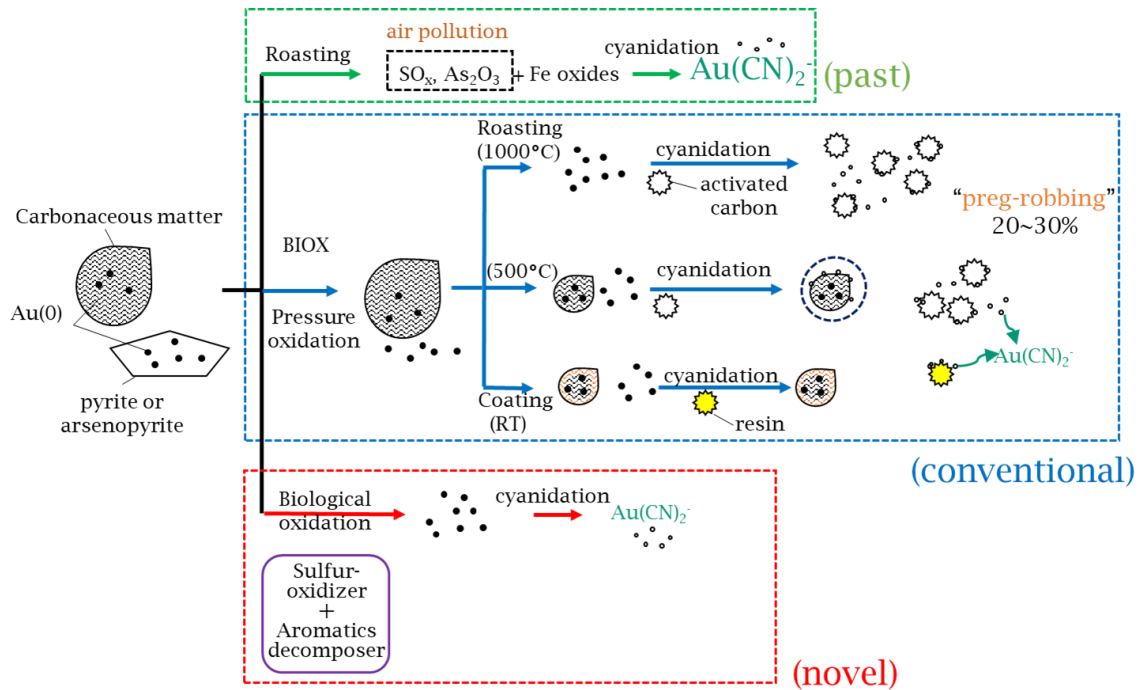 air pollution
Roasting
SOₓ, As₂O₃ + Fe oxides
cyanidation
Au(CN)₂⁻
(past)
Carbonaceous matter
Au(0)
pyrite or
arsenopyrite
BIOX
Pressure
oxidation
Roasting
(1000°C)
cyanidation
activated
carbon
“preg-robbing”
20~30%
(500°C)
cyanidation
Au(CN)₂⁻
Coating
(RT)
cyanidation
resin
(conventional)
Biological
oxidation
cyanidation
Au(CN)₂⁻
Sulfur-
oxidizer
+
Aromatics
decomposer
(novel)